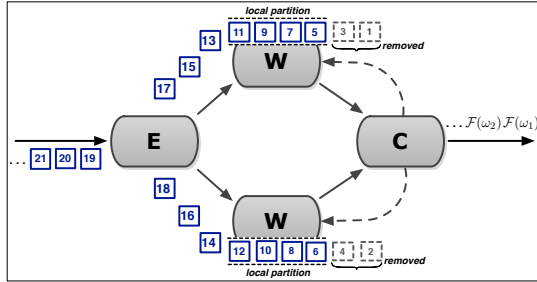 local partition
11 9 7 5 3 1
removed
13
15
17
W
E
C
... F(ω₂) F(ω₁)
... 21 20 19
18
16
14
W
12 10 8 6 4 2
removed
local partition